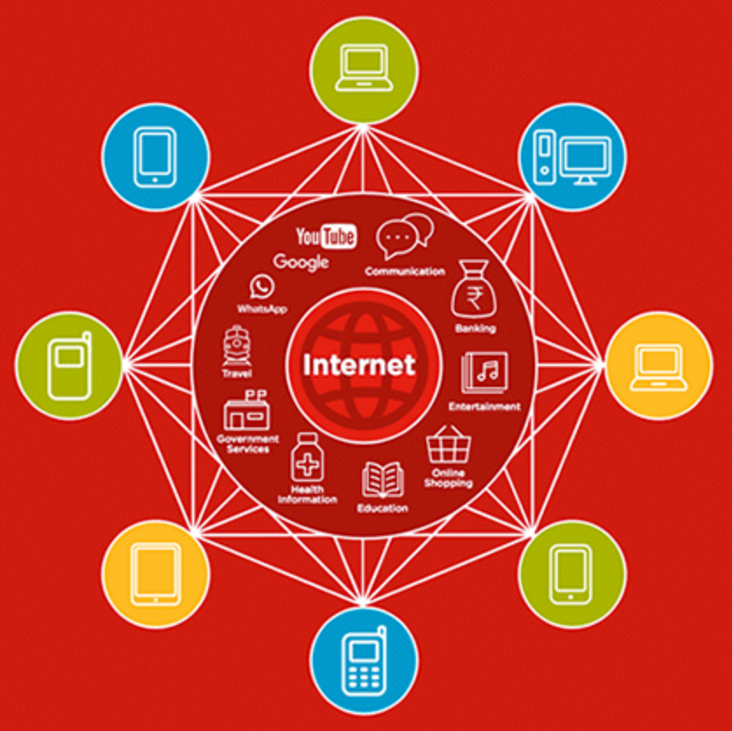 YouTube
Google
WhatsApp
Travel
Government
Services
Health
Information
Education
Online
Shopping
Entertainment
Banking
₹
Communication
Internet